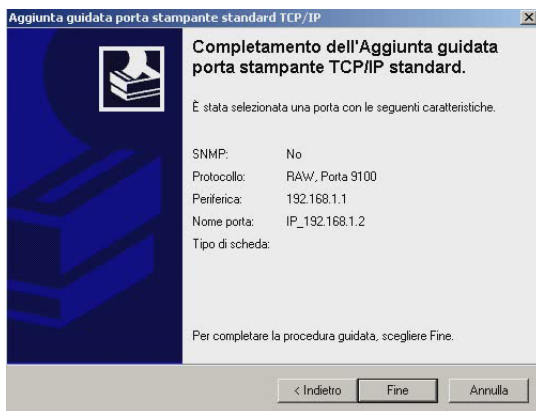 Aggiunta guidata porta stampante standard TCP/IP
Completamento dell'Aggiunta guidata
porta stampante TCP/IP standard.
È stata selezionata una porta con le seguenti caratteristiche.
SNMP: No
Protocollo: RAW, Porta 9100
Periferica: 192.168.1.1
Nome porta: IP_192.168.1.2
Tipo di scheda:
Per completare la procedura guidata, scegliere Fine.
< Indietro Fine Annulla